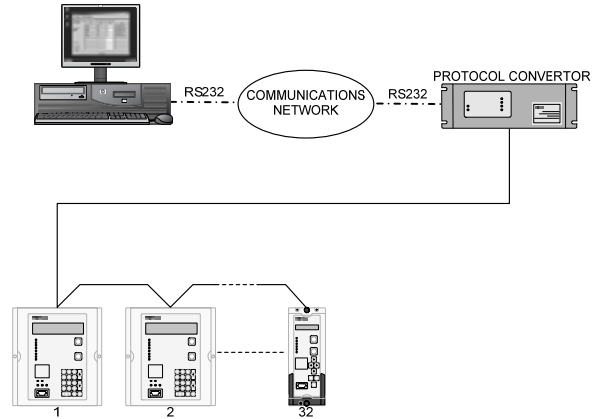 RS232
COMMUNICATIONS
NETWORK
RS232
PROTOCOL CONVERTOR
1
2
32